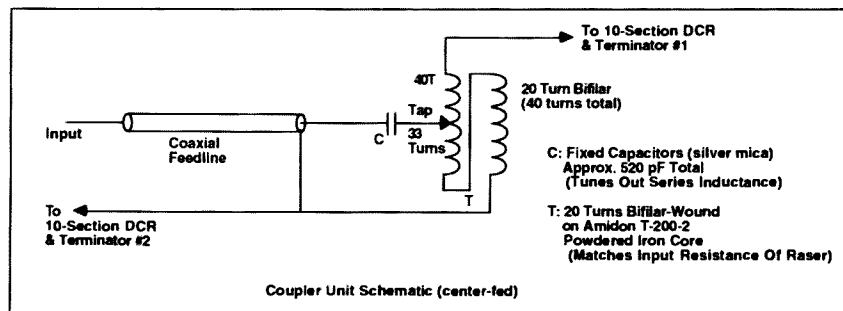 To 10-Section DCR
& Terminator #1
40T
20 Turn Bifilar
(40 turns total)
Tap
Input
Coaxial
Feedline
C
33
Turns
C: Fixed Capacitors (silver mica)
Approx. 520 pF Total
(Tunes Out Series Inductance)
T
To
10-Section DCR
& Terminator #2
T: 20 Turns Bifilar-Wound
on Amidon T-200-2
Powdered Iron Core
(Matches Input Resistance Of Raser)
Coupler Unit Schematic (center-fed)